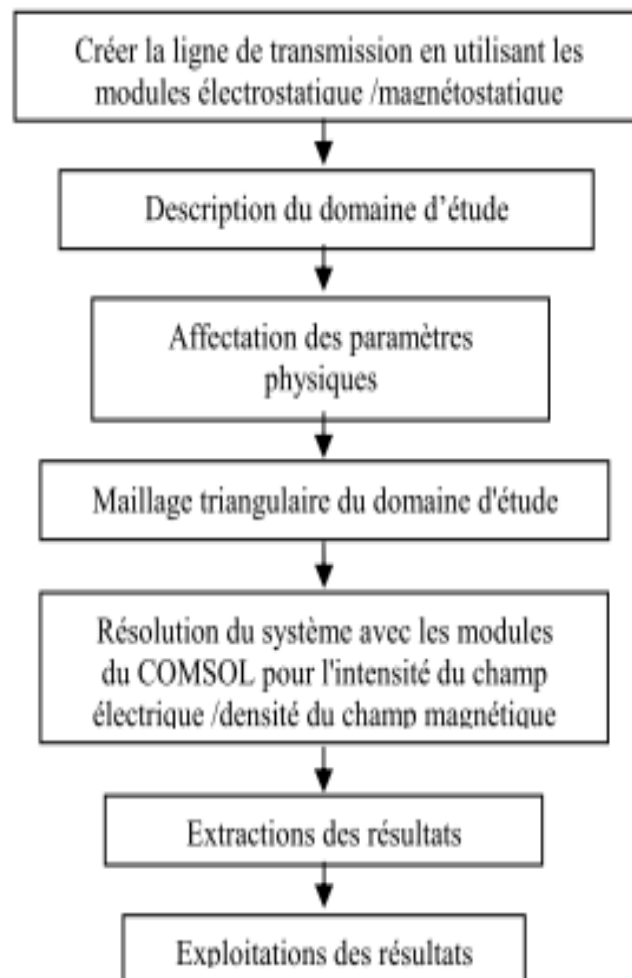 Créer la ligne de transmission en utilisant les
modules électrostatique /magnétostatique
Description du domaine d’étude
Affectation des paramètres
physiques
Maillage triangulaire du domaine d'étude
Résolution du système avec les modules
du COMSOL pour l'intensité du champ
électrique /densité du champ magnétique
Extractions des résultats
Exploitations des résultats